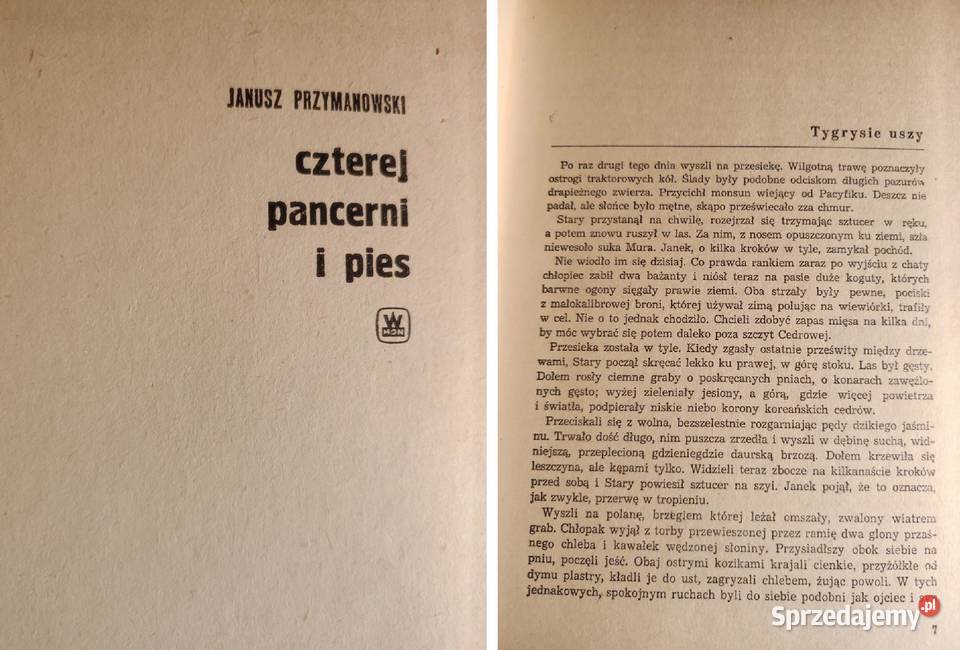 JANUSZ PRZYMANOWSKI
czterej
pancerni
i pies
W
MON
Tygrysie uszy
Po raz drugi tego dnia wyszli na przesiekę. Wilgotną trawę poznaczyły
ostrogi traktorowych kół. Ślady były podobne odciskom długich pazurów
drapieżnego zwierza. Przycichł monsun wiejący od Pacyfiku. Deszcz nie
padał, ale słońce było mętne, skąpo przeświecało zza chmur.
Stary przystanął na chwilę, rozejrzał się trzymając sztucer w ręku,
a potem znowu ruszył w las. Za nim, z nosem opuszczonym ku ziemi, szła
niewesoło suka Mura. Janek, o kilka kroków w tyle, zamykał pochód.
Nie wiodło im się dzisiaj. Co prawda rankiem zaraz po wyjściu z chaty
chłopiec zabił dwa bażanty i niósł teraz na pasie duże koguty, których
barwne ogony sięgały prawie ziemi. Oba strzały były pewne, pociski
z małokalibrowej broni, której używał zimą polując na wiewiórki, trafiły
w cel. Nie o to jednak chodziło. Chcieli zdobyć zapas mięsa na kilka dni,
by móc wybrać się potem daleko poza szczyt Cedrowej.
Przesieka została w tyle. Kiedy zgasły ostatnie prześwity między drze-
wami, Stary począł skręcać lekko ku prawej, w górę stoku. Las był gęsty.
Dołem rosły ciemne graby o poskręcanych pniach, o konarach zawęźlo-
nych gęsto; wyżej zieleniały jesiony, a górą, gdzie więcej powietrza
i światła, podpierały niskie niebo korony koreańskich cedrów.
Przeciskali się z wolna, bezszelestnie rozgarniając pędy dzikiego jaśmi-
nu. Trwało dość długo, nim puszcza zrzedła i wyszli w dębinę suchą, wid-
niejszą, przeplecioną gdzieniegdzie daurską brzozą. Dołem krzewiła się
leszczyna, ale kępami tylko. Widzieli teraz zbocze na kilkanaście kroków
przed sobą i Stary powiesił sztucer na szyi. Janek pojął, że to oznacza,
jak zwykle, przerwę w tropieniu.
Wyszli na polanę, brzegiem której leżał omszały, zwalony wiatrem
grab. Chłopak wyjął z torby przewieszonej przez ramię dwa glony przaś-
nego chleba i kawałek wędzonej słoniny. Przysiadłszy obok siebie na
pniu, poczęli jeść. Obaj ostrymi kozikami krajali cienkie, przyżółkłe od
dymu plastry, kładli je do ust, zagryzali chlebem, żując powoli. W tych
jednakowych, spokojnym ruchach byli do siebie podobni jak ojciec i
7
Sprzedajemy.pl